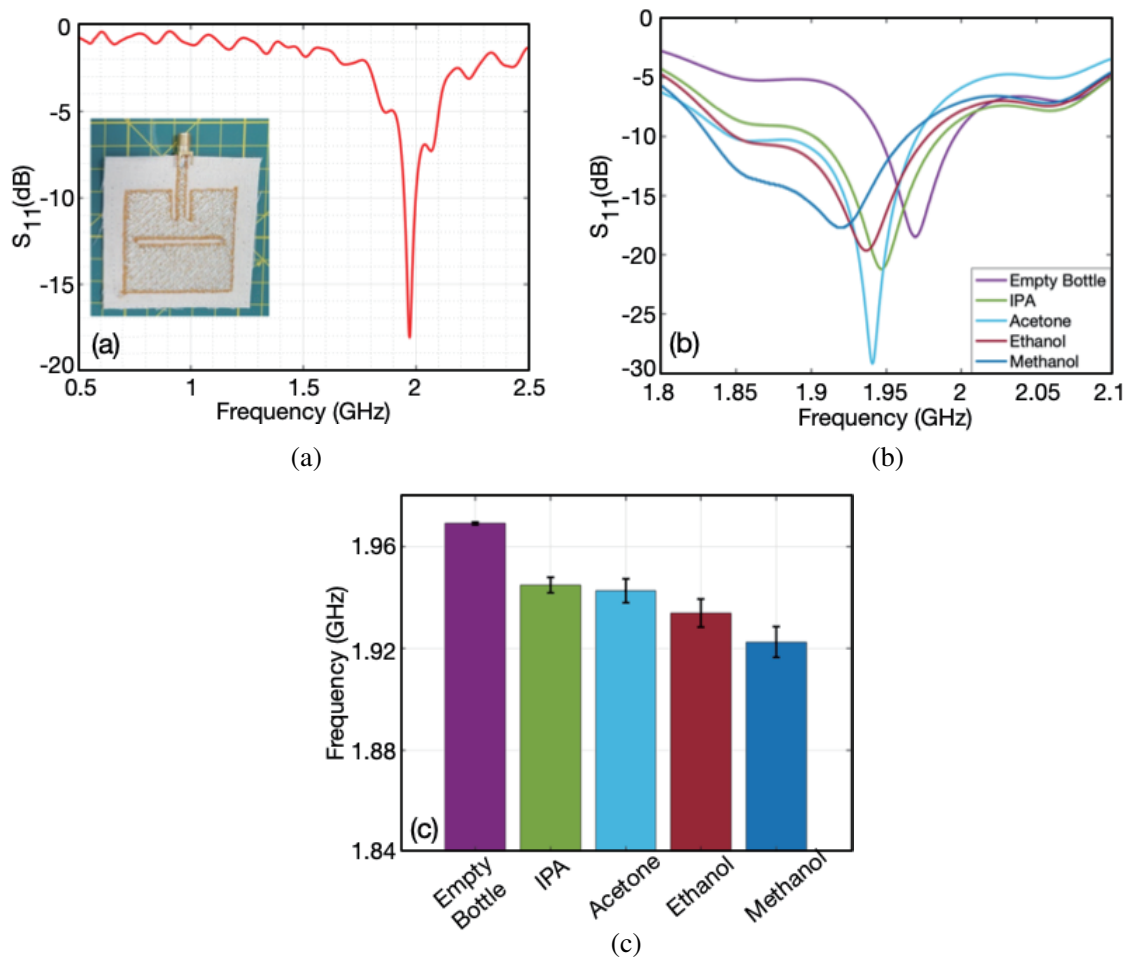 0
-5
-10
-15
-20
S11(dB)
(a)
0.5 1 1.5 2 2.5
Frequency (GHz)
(a)
0
-5
-10
-15
-20
-25
-30
S11(dB)
Empty Bottle
IPA
Acetone
Ethanol
Methanol
(b)
1.8 1.85 1.9 1.95 2 2.05 2.1
Frequency (GHz)
(b)
1.96
1.92
1.88
1.84
Frequency (GHz)
(c)
Empty Bottle
IPA
Acetone
Ethanol
Methanol
(c)